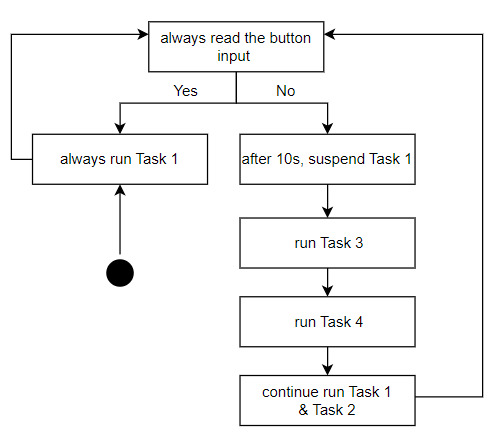 always read the button
input
Yes
No
always run Task 1
after 10s, suspend Task 1
run Task 3
run Task 4
continue run Task 1
& Task 2